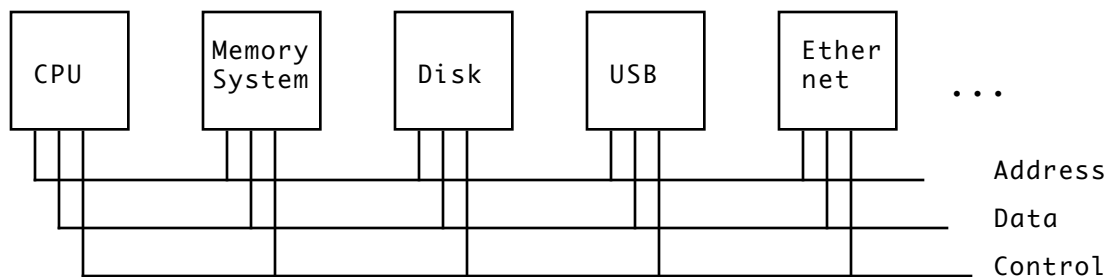 CPU
Memory
System
Disk
USB
Ether
net
...
Address
Data
Control